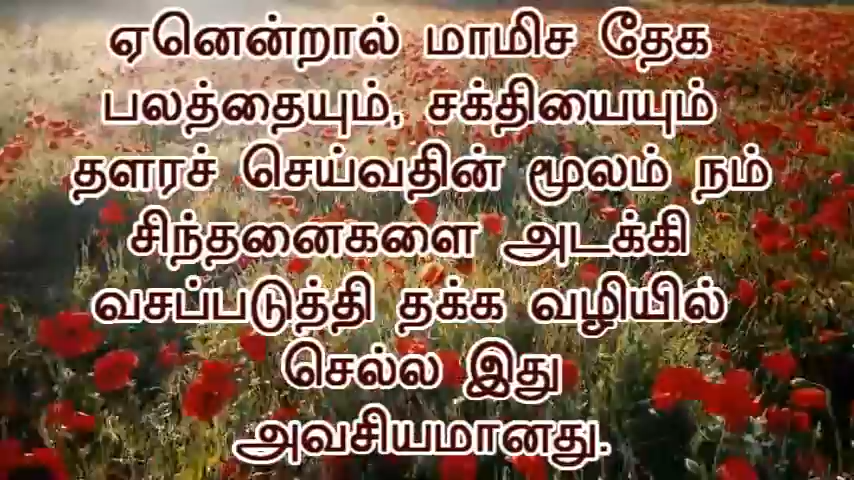 ஏனென்றால் மாமிச தேக
பலத்தையும், சக்தியையும்
தளரச் செய்வதின் மூலம் நம்
சிந்தனைகளை அடக்கி
வசப்படுத்தி தக்க வழியில்
செல்ல இது
அவசியமானது.